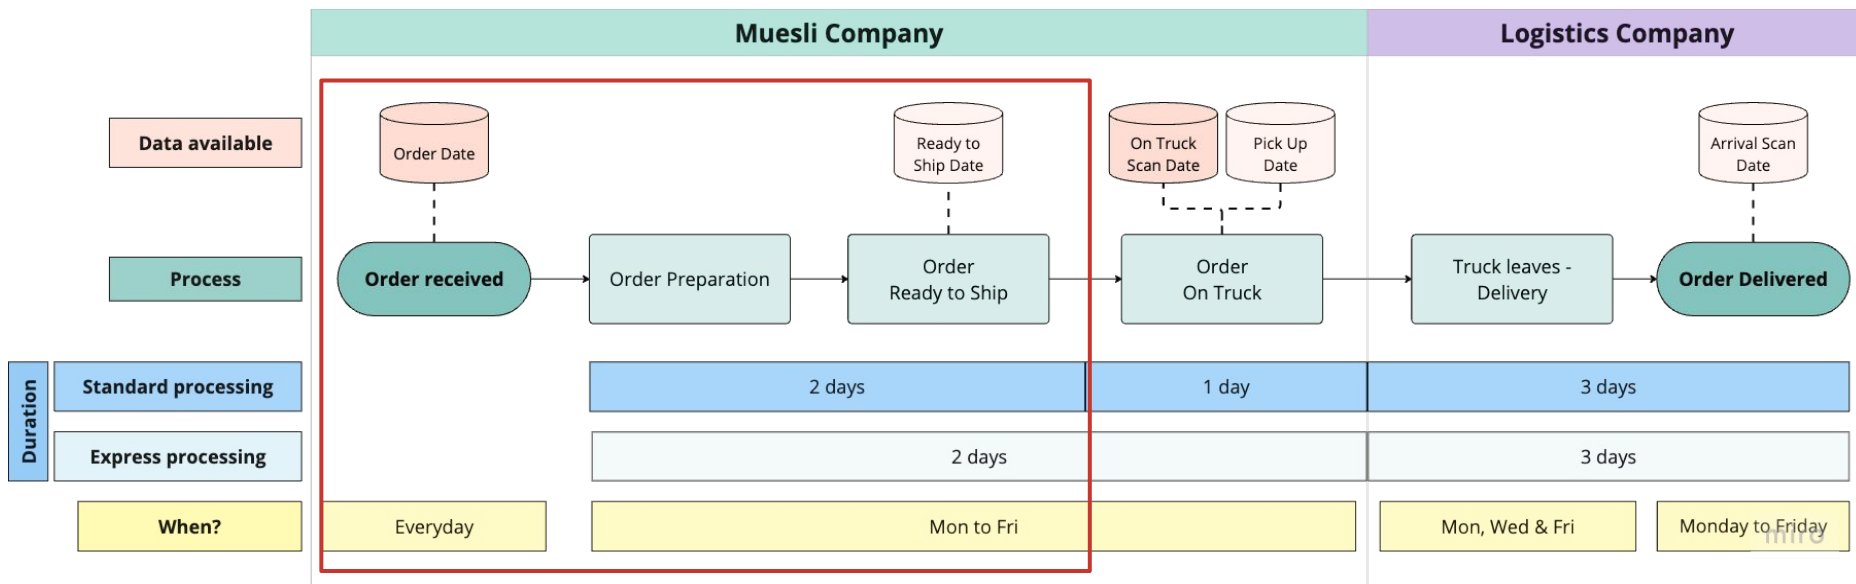 Muesli Company
Logistics Company
Data available
Order Date
Ready to
Ship Date
On Truck
Scan Date
Pick Up
Date
Arrival Scan
Date
Process
Order received
Order Preparation
Order
Ready to Ship
Order
On Truck
Truck leaves -
Delivery
Order Delivered
Duration
Standard processing
2 days
1 day
3 days
Express processing
2 days
3 days
When?
Everyday
Mon to Fri
Mon, Wed & Fri
Monday to Friday
miro